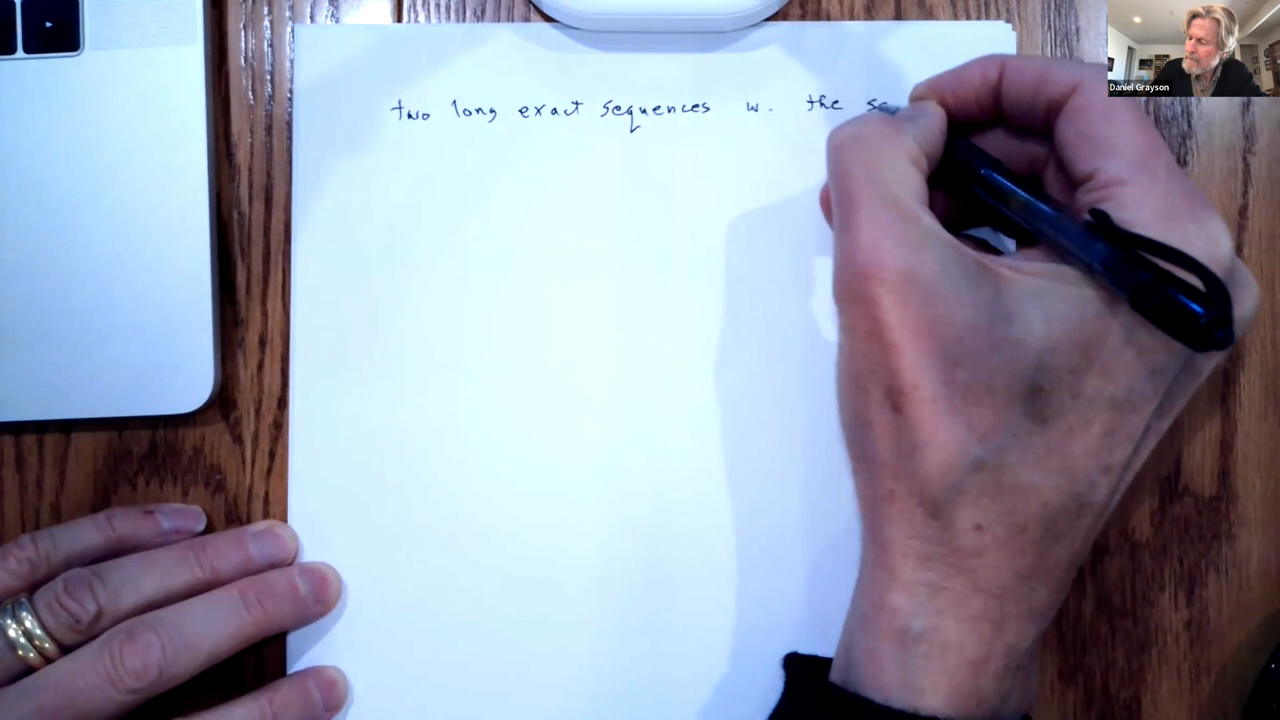 Daniel Grayson
two long exact sequences w. the